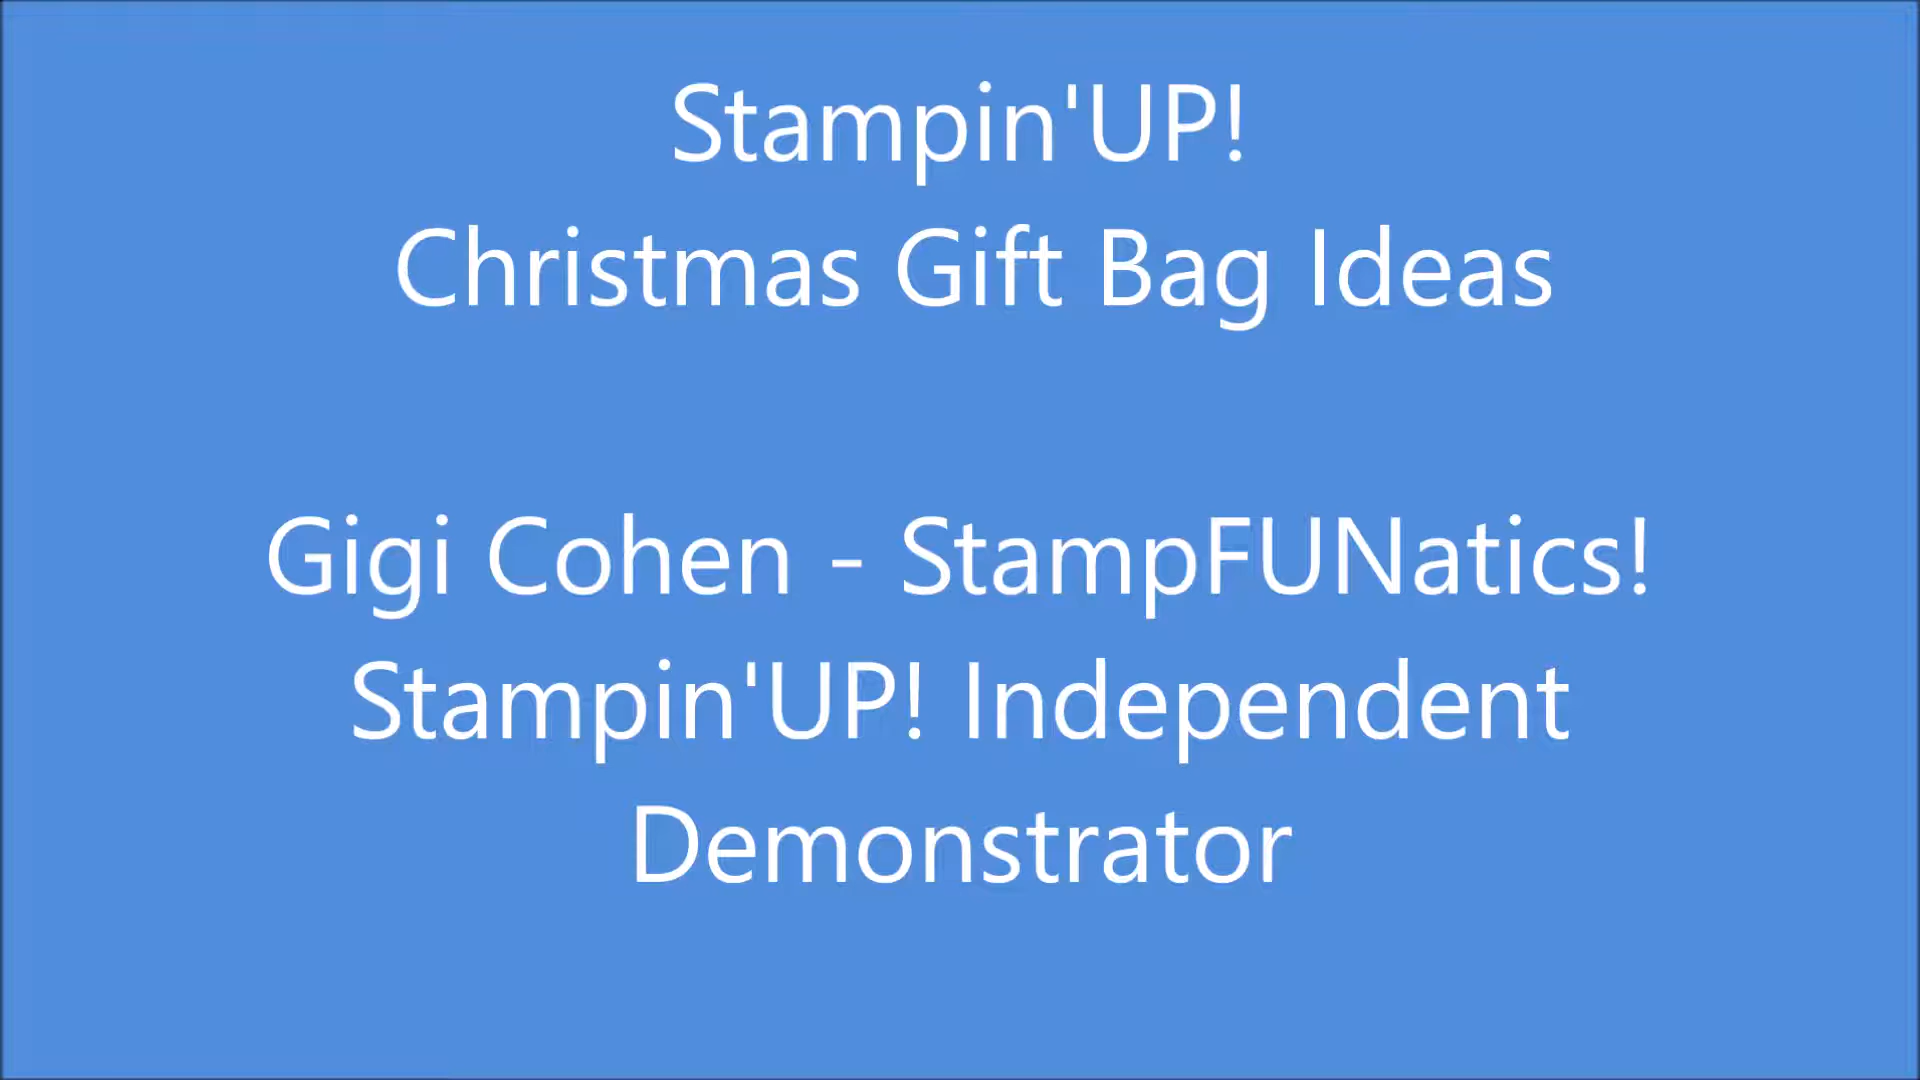 Stampin'UP!
Christmas Gift Bag Ideas
Gigi Cohen - StampFUNatics!
Stampin'UP! Independent
Demonstrator